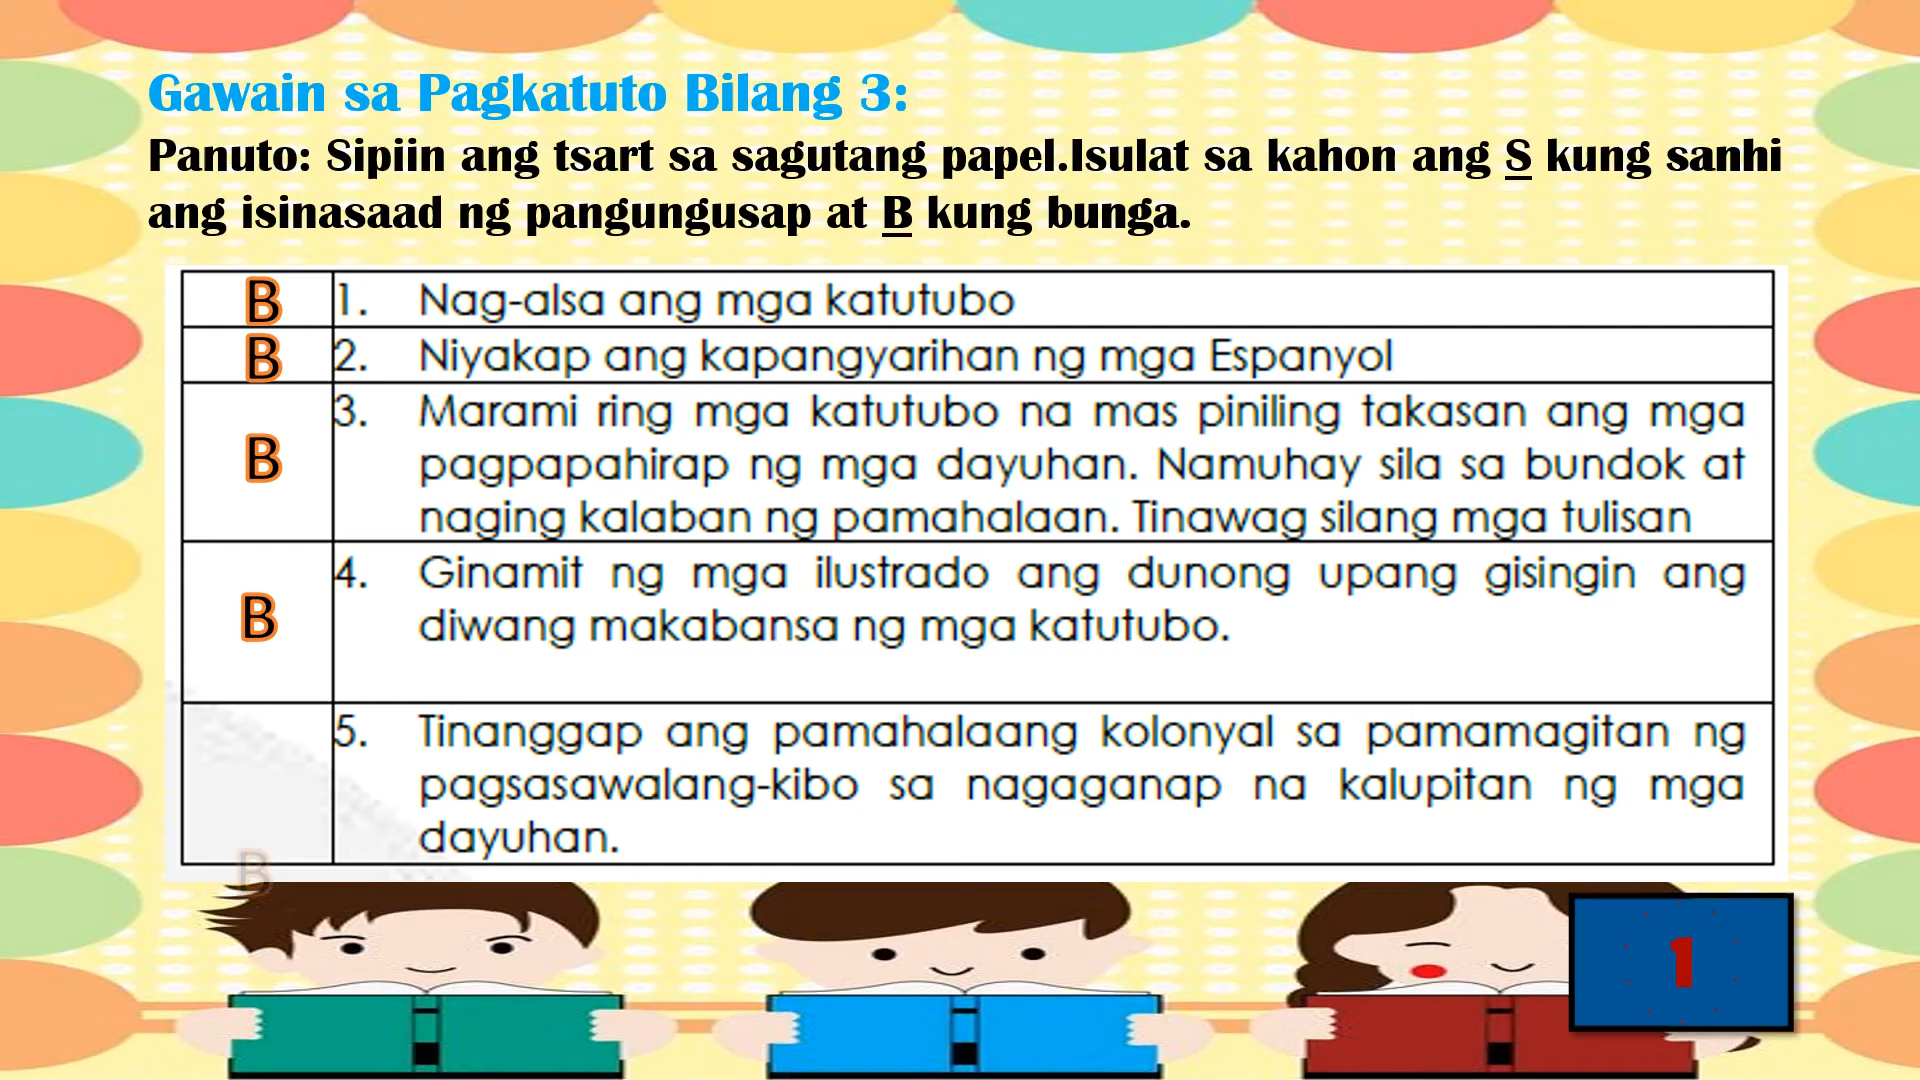 Gawain sa Pagkatuto Bilang 3:
Panuto: Sipiin ang tsart sa sagutang papel.Isulat sa kahon ang S kung sanhi
ang isinasaad ng pangungusap at B kung bunga.
B 1. Nag-alsa ang mga katutubo
B 2. Niyakap ang kapangyarihan ng mga Espanyol
3. Marami ring mga katutubo na mas piniling takasan ang mga
B pagpapahirap ng mga dayuhan. Namuhay sila sa bundok at
naging kalaban ng pamahalaan. Tinawag silang mga tulisan
4. Ginamit ng mga ilustrado ang dunong upang gisingin ang
B diwang makabansa ng mga katutubo.
5. Tinanggap ang pamahalaang kolonyal sa pamamagitan ng
pagsasawalang-kibo sa nagaganap na kalupitan ng mga
dayuhan.
B
1